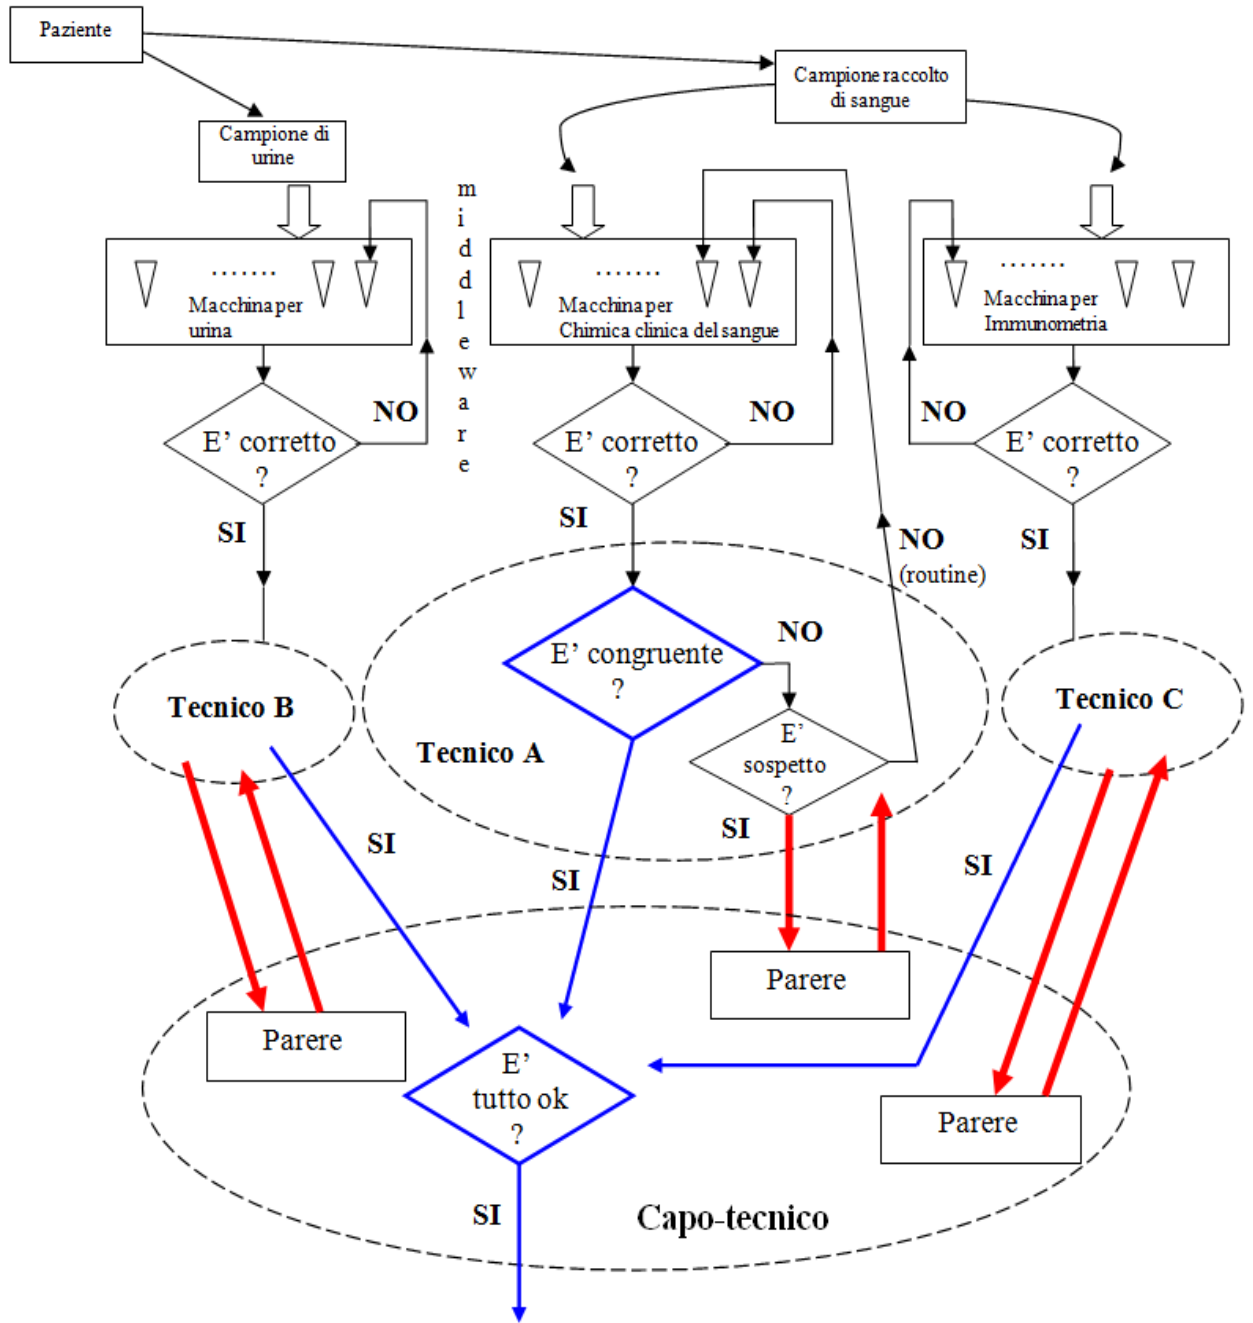 Paziente
Campione raccolto
di sangue
Campione di
urine
m
i
d
d
l
e
w
a
r
e
.......
Macchina per
urina
.......
Macchina per
Chimica clinica del sangue
.......
Macchina per
Immunometria
NO
NO
NO
E' corretto
?
E' corretto
?
E' corretto
?
SI
SI
NO
(routine)
SI
E' congruente
?
NO
Tecnico B
Tecnico A
Tecnico C
E'
sospetto
?
SI
SI
SI
SI
Parere
Parere
Parere
E'
tutto ok
?
SI
Capo-tecnico